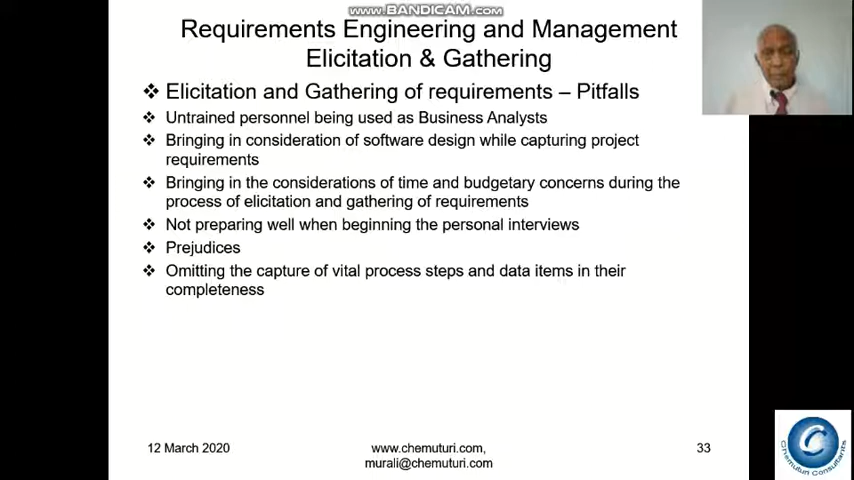 www.BANDICAM.com
Requirements Engineering and Management
Elicitation & Gathering
❖ Elicitation and Gathering of requirements – Pitfalls
❖ Untrained personnel being used as Business Analysts
❖ Bringing in consideration of software design while capturing project
requirements
❖ Bringing in the considerations of time and budgetary concerns during the
process of elicitation and gathering of requirements
❖ Not preparing well when beginning the personal interviews
❖ Prejudices
❖ Omitting the capture of vital process steps and data items in their
completeness
12 March 2020
www.chemuturi.com,
murali@chemuturi.com
33
Chemuturi Consultants